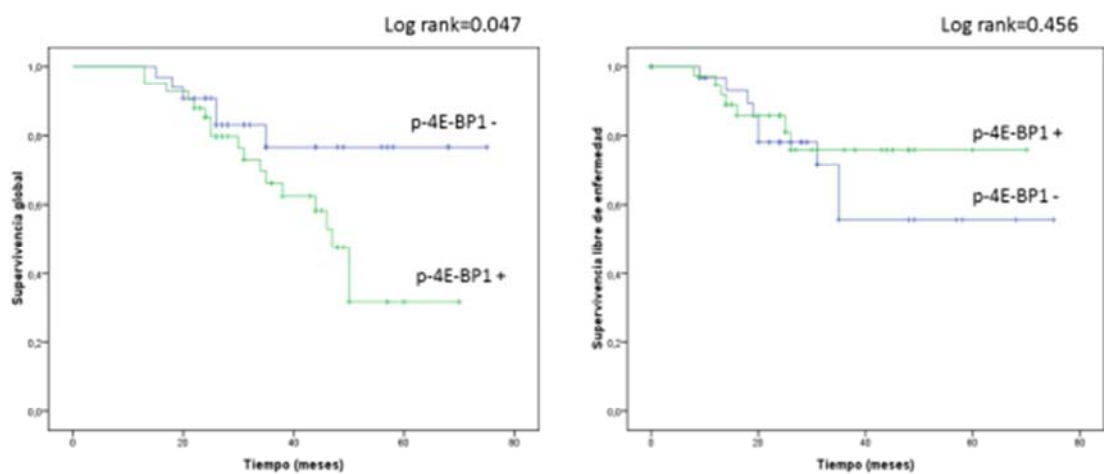 Log rank=0.047
Supervivencia global
1,0
0,8
0,6
0,4
0,2
0,0
p-4E-BP1 -
p-4E-BP1 +
0 20 40 60 80
Tiempo (meses)
Log rank=0.456
Supervivencia libre de enfermedad
1,0
0,8
0,6
0,4
0,2
0,0
p-4E-BP1 +
p-4E-BP1 -
0 20 40 60 80
Tiempo (meses)